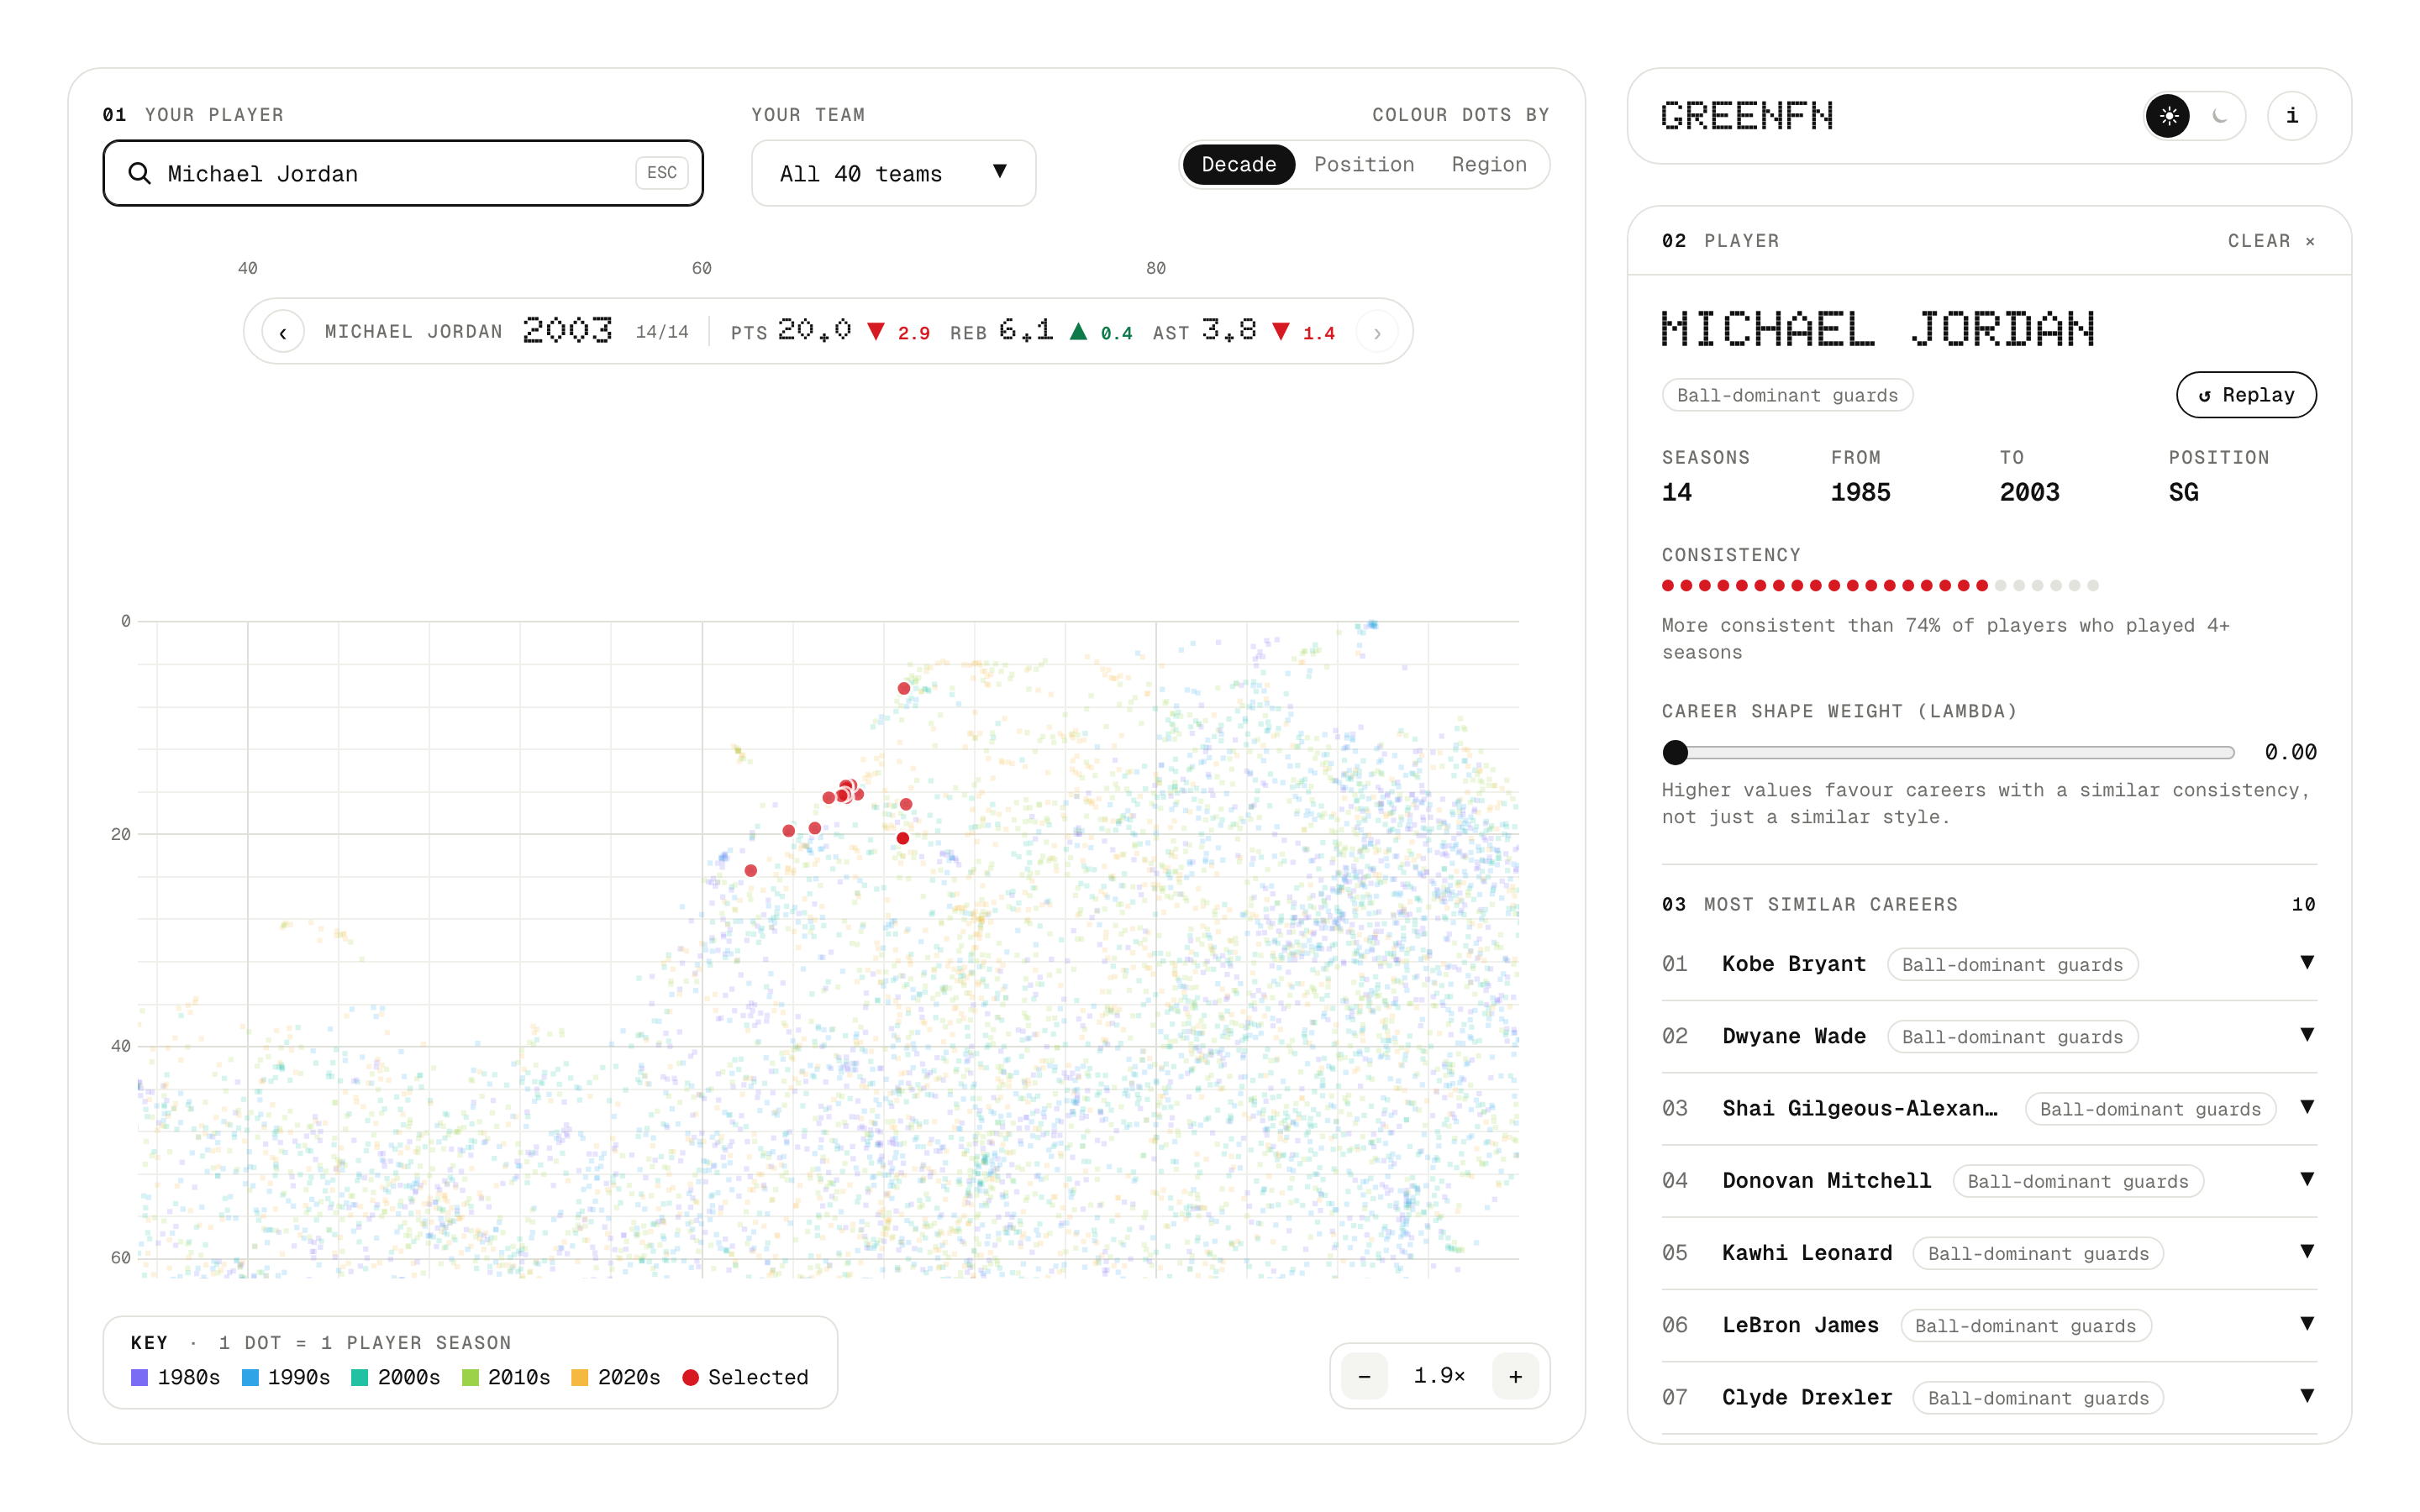 01 YOUR PLAYER
Michael Jordan ESC
YOUR TEAM
All 40 teams ▼
COLOUR DOTS BY
Decade Position Region
40 60 80
‹ MICHAEL JORDAN 2003 14/14 PTS 20.0 ▼ 2.9 REB 6.1 ▲ 0.4 AST 3.8 ▼ 1.4 ›
0
20
40
60
KEY · 1 DOT = 1 PLAYER SEASON
1980s 1990s 2000s 2010s 2020s Selected
− 1.9× +
GREENFN
i
02 PLAYER CLEAR ×
MICHAEL JORDAN
Ball-dominant guards ↺ Replay
SEASONS FROM TO POSITION
14 1985 2003 SG
CONSISTENCY
More consistent than 74% of players who played 4+
seasons
CAREER SHAPE WEIGHT (LAMBDA)
0.00
Higher values favour careers with a similar consistency,
not just a similar style.
03 MOST SIMILAR CAREERS 10
01 Kobe Bryant Ball-dominant guards ▼
02 Dwyane Wade Ball-dominant guards ▼
03 Shai Gilgeous-Alexan… Ball-dominant guards ▼
04 Donovan Mitchell Ball-dominant guards ▼
05 Kawhi Leonard Ball-dominant guards ▼
06 LeBron James Ball-dominant guards ▼
07 Clyde Drexler Ball-dominant guards ▼